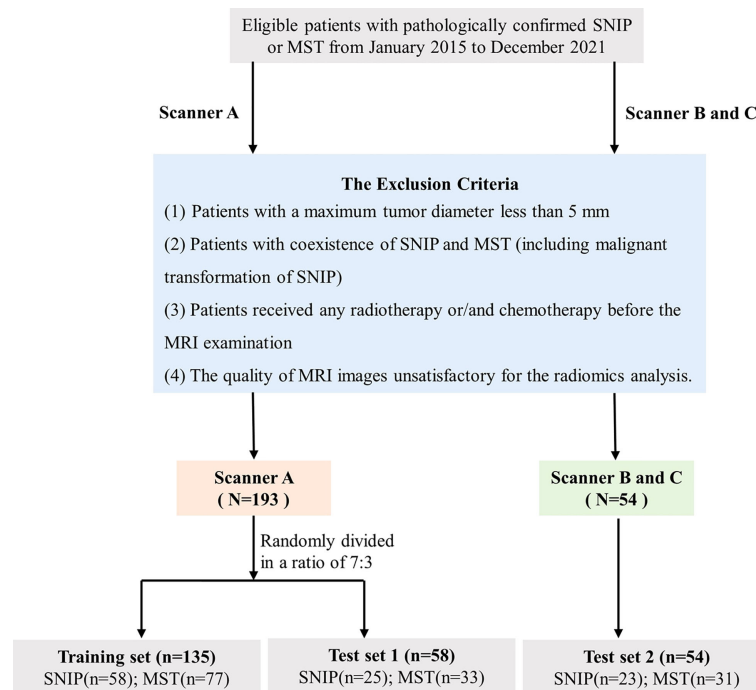 Eligible patients with pathologically confirmed SNIP
or MST from January 2015 to December 2021
Scanner A
Scanner B and C
The Exclusion Criteria
(1) Patients with a maximum tumor diameter less than 5 mm
(2) Patients with coexistence of SNIP and MST (including malignant
transformation of SNIP)
(3) Patients received any radiotherapy or/and chemotherapy before the
MRI examination
(4) The quality of MRI images unsatisfactory for the radiomics analysis.
Scanner A
( N=193 )
Scanner B and C
( N=54 )
Randomly divided
in a ratio of 7:3
Training set (n=135)
SNIP(n=58); MST(n=77)
Test set 1 (n=58)
SNIP(n=25); MST(n=33)
Test set 2 (n=54)
SNIP(n=23); MST(n=31)